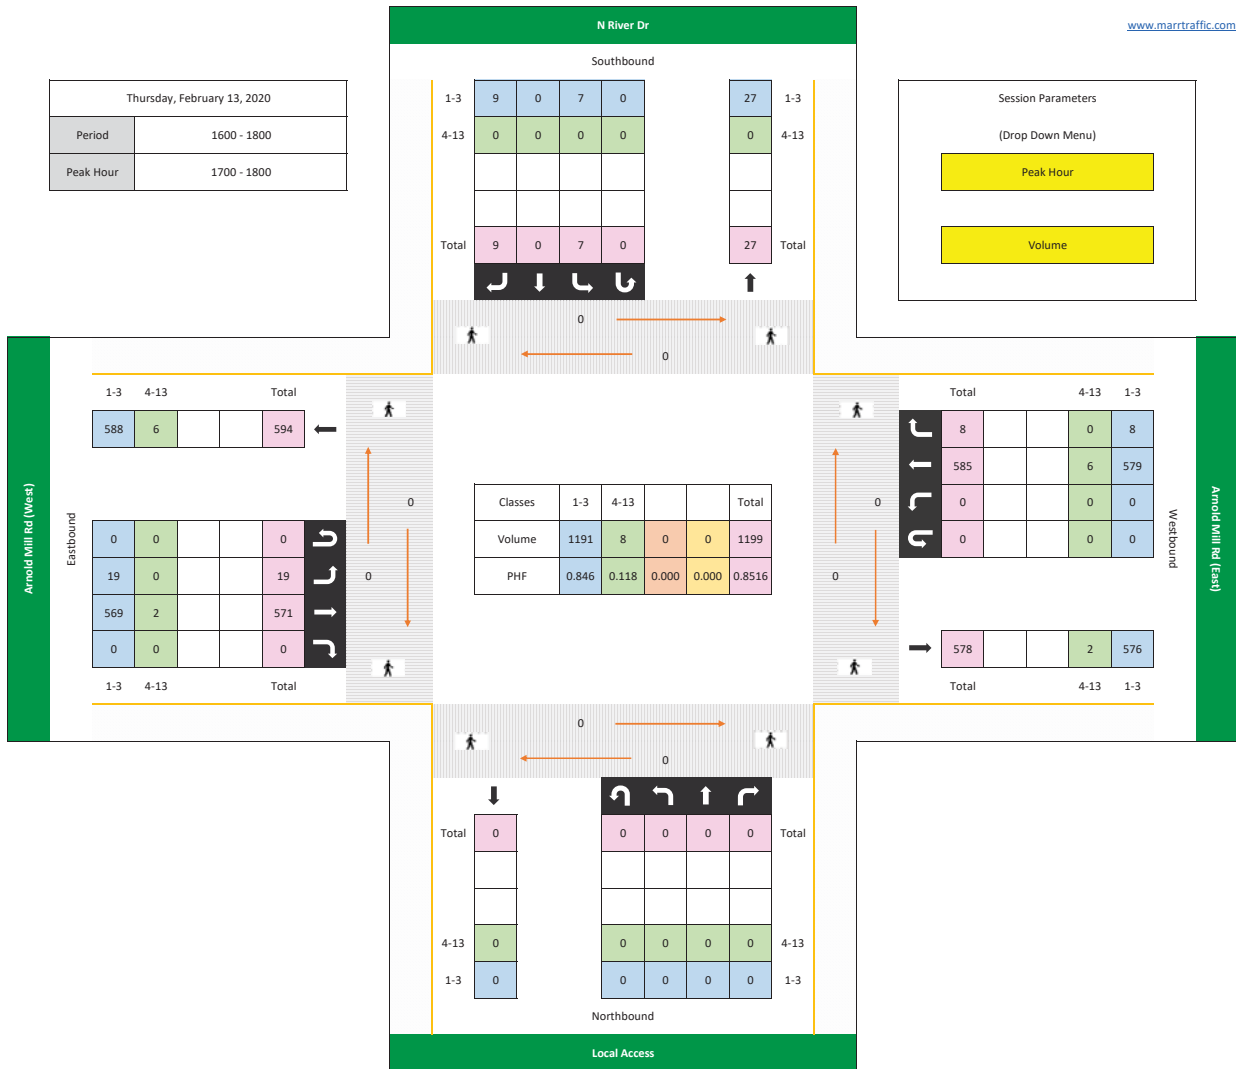 N River Dr
www.marrtraffic.com
Southbound
Thursday, February 13, 2020
Period 1600 - 1800
Peak Hour 1700 - 1800
1-3 9 0 7 0 27 1-3
4-13 0 0 0 0 0 4-13
Total 9 0 7 0 27 Total
Session Parameters
(Drop Down Menu)
Peak Hour
Volume
0
0
Arnold Mill Rd (West)
Eastbound
1-3 4-13 Total
588 6 594
0 0 0
19 0 19
569 2 571
0 0 0
1-3 4-13 Total
0
0
Classes 1-3 4-13 Total
Volume 1191 8 0 0 1199
PHF 0.846 0.118 0.000 0.000 0.8516
0
0
Total 4-13 1-3
8 0 8
585 6 579
0 0 0
0 0 0
578 2 576
Total 4-13 1-3
Westbound
Arnold Mill Rd (East)
0
0
Total 0 0 0 0 0 Total
4-13 0 0 0 0 0 4-13
1-3 0 0 0 0 0 1-3
Northbound
Local Access